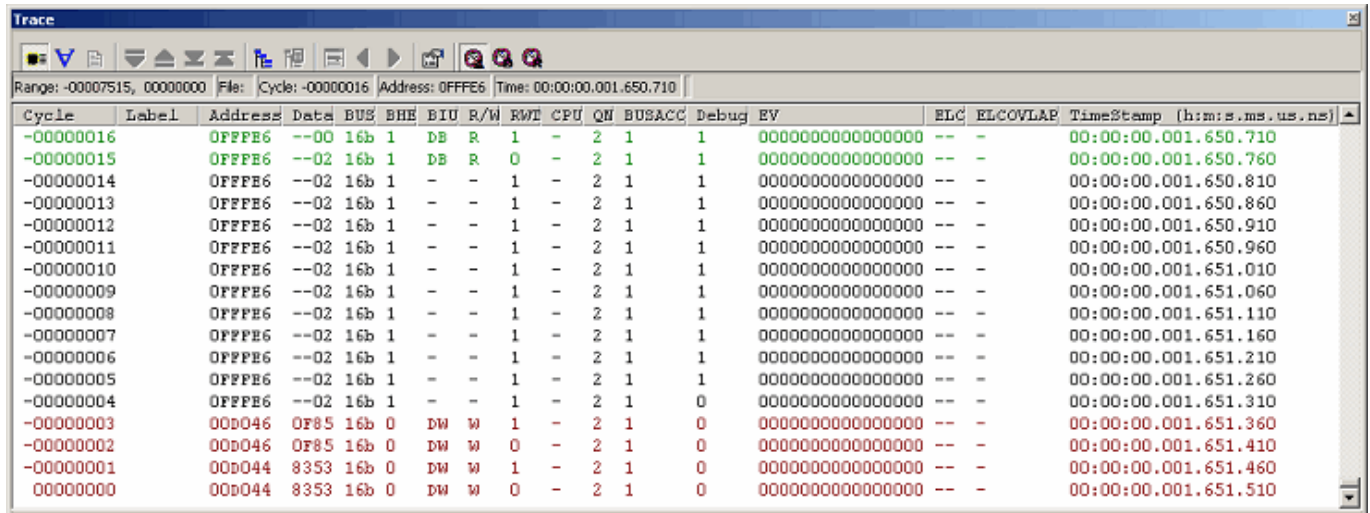 Trace
Range: -00007515, 00000000 File: Cycle: -00000016 Address: 0FFFE6 Time: 00:00:00.001.650.710
Cycle Label Address Data BUS BHE BIU R/W RWT CPU QN BUSACC Debug EV ELC ELCOVLAP TimeStamp (h:m:s.ms.us.ns)
-00000016 0FFFE6 --00 16b 1 DB R 1 - 2 1 1 0000000000000000 -- - 00:00:00.001.650.710
-00000015 0FFFE6 --02 16b 1 DB R 0 - 2 1 1 0000000000000000 -- - 00:00:00.001.650.760
-00000014 0FFFE6 --02 16b 1 - - 1 - 2 1 1 0000000000000000 -- - 00:00:00.001.650.810
-00000013 0FFFE6 --02 16b 1 - - 1 - 2 1 1 0000000000000000 -- - 00:00:00.001.650.860
-00000012 0FFFE6 --02 16b 1 - - 1 - 2 1 1 0000000000000000 -- - 00:00:00.001.650.910
-00000011 0FFFE6 --02 16b 1 - - 1 - 2 1 1 0000000000000000 -- - 00:00:00.001.650.960
-00000010 0FFFE6 --02 16b 1 - - 1 - 2 1 1 0000000000000000 -- - 00:00:00.001.651.010
-00000009 0FFFE6 --02 16b 1 - - 1 - 2 1 1 0000000000000000 -- - 00:00:00.001.651.060
-00000008 0FFFE6 --02 16b 1 - - 1 - 2 1 1 0000000000000000 -- - 00:00:00.001.651.110
-00000007 0FFFE6 --02 16b 1 - - 1 - 2 1 1 0000000000000000 -- - 00:00:00.001.651.160
-00000006 0FFFE6 --02 16b 1 - - 1 - 2 1 1 0000000000000000 -- - 00:00:00.001.651.210
-00000005 0FFFE6 --02 16b 1 - - 1 - 2 1 1 0000000000000000 -- - 00:00:00.001.651.260
-00000004 0FFFE6 --02 16b 1 - - 1 - 2 1 0 0000000000000000 -- - 00:00:00.001.651.310
-00000003 00D046 0F85 16b 0 DW W 1 - 2 1 0 0000000000000000 -- - 00:00:00.001.651.360
-00000002 00D046 0F85 16b 0 DW W 0 - 2 1 0 0000000000000000 -- - 00:00:00.001.651.410
-00000001 00D044 8353 16b 0 DW W 1 - 2 1 0 0000000000000000 -- - 00:00:00.001.651.460
00000000 00D044 8353 16b 0 DW W 0 - 2 1 0 0000000000000000 -- - 00:00:00.001.651.510